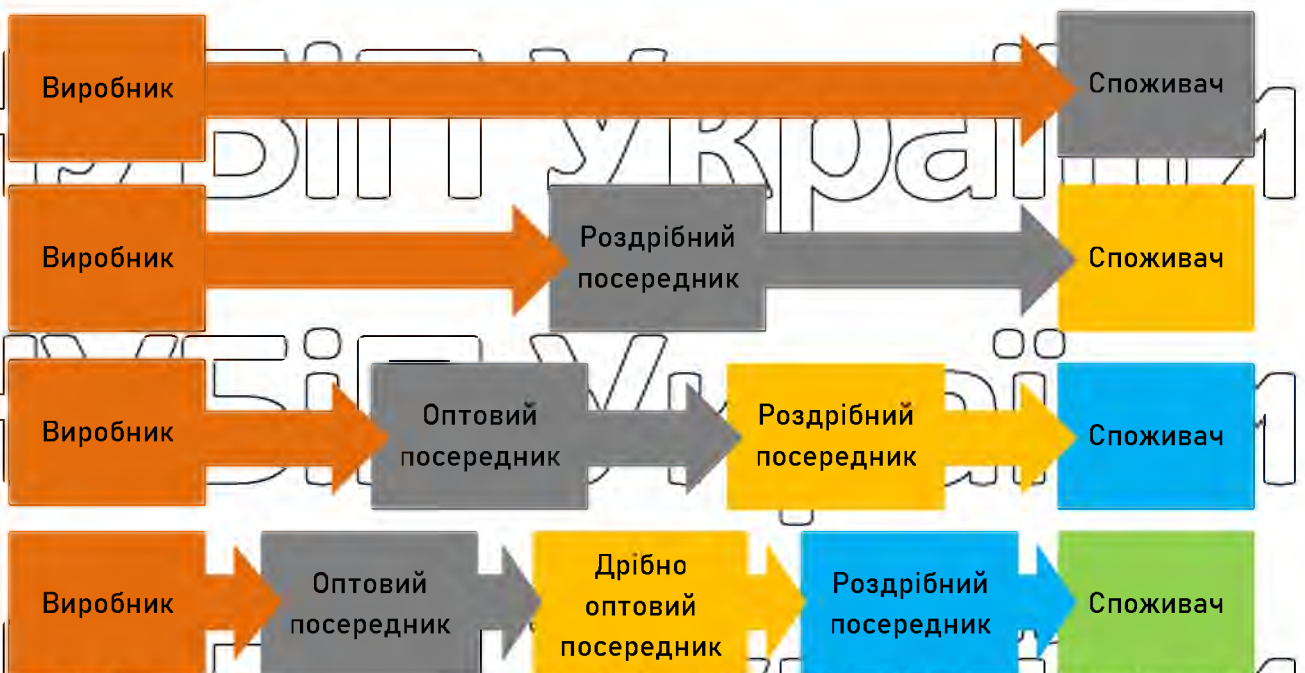 Виробник
Споживач
Виробник
Роздрібний
посередник
Споживач
Виробник
Оптовий
посередник
Роздрібний
посередник
Споживач
Виробник
Оптовий
посередник
Дрібно
оптовий
посередник
Роздрібний
посередник
Споживач